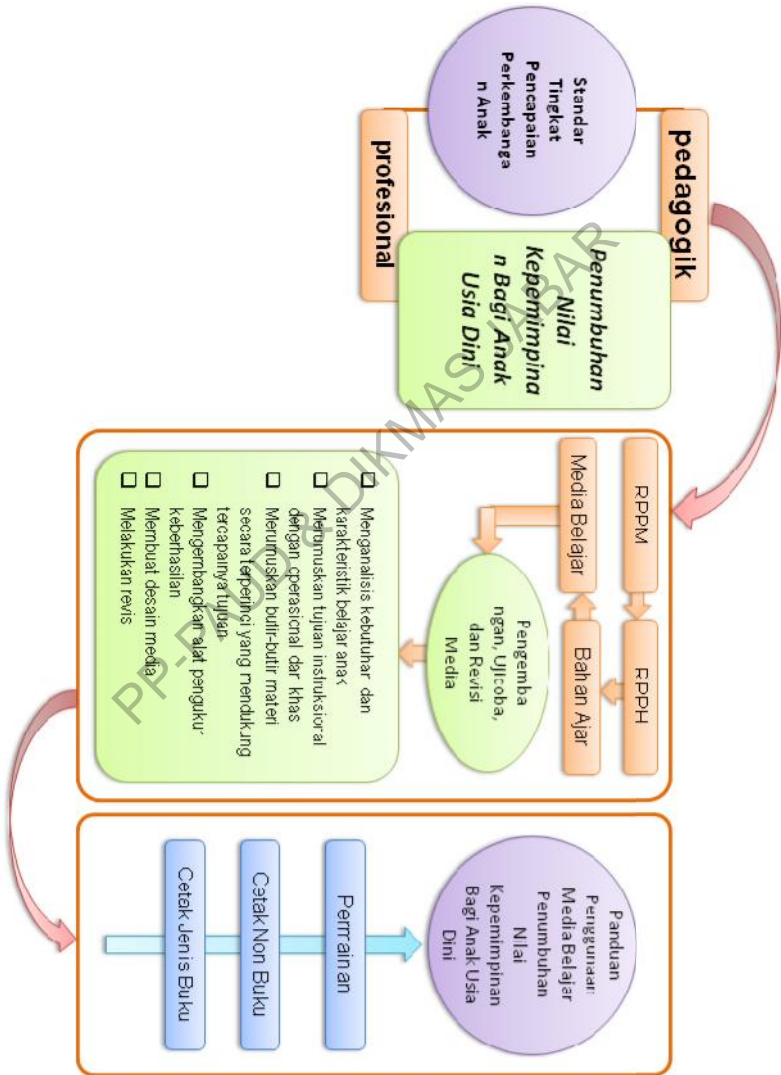 Standar
Tingkat
Pencapaian
Perkembanga
n Anak
pedagogik
profesional
Penumbuhan
Nilai
Kepemimpina
n Bagi Anak
Usia Dini
RPPM
RPPH
Media Belajar
Bahan Ajar
Pengemba
ngan, Ujicoba,
dan Revisi
Media
Menganalisis kebutuhar dan
karakteristik belajar anak
Merumuskan tujuan instruksional
dengan operasional dar khas
Merumuskan butir-butir materi
secara terperinci yang mendukung
tercapainya tujuan
Mengembangkan alat pengukur
keberhasilan
Membuat desain media
Melakukan revis
Panduan
Penggunaan
Media Belajar
Penumbuhan
Nilai
Kepemimpinan
Bagi Anak Usia
Dini
Permainan
Cetak Non Buku
Cetak Jenis Buku
PP-PAUD & DIKMAS JABAR